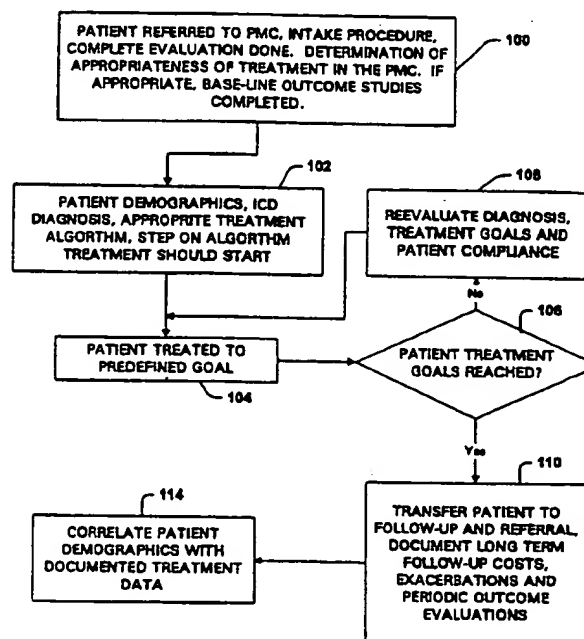 PATIENT REFERRED TO PMC, INTAKE PROCEDURE,
COMPLETE EVALUATION DONE. DETERMINATION OF
APPROPRIATENESS OF TREATMENT IN THE PMC. IF
APPROPRIATE, BASE-LINE OUTCOME STUDIES
COMPLETED.
100
102
PATIENT DEMOGRAPHICS, ICD
DIAGNOSIS, APPROPRITE TREATMENT
ALGORITHM, STEP ON ALGORTHM
TREATMENT SHOULD START
108
REEVALUATE DIAGNOSIS,
TREATMENT GOALS AND
PATIENT COMPLIANCE
No
106
PATIENT TREATED TO
PREDEFINED GOAL
104
PATIENT TREATMENT
GOALS REACHED?
Yes
110
TRANSFER PATIENT TO
FOLLOW-UP AND REFERRAL,
DOCUMENT LONG TERM
FOLLOW-UP COSTS,
EXACERBATIONS AND
PERIODIC OUTCOME
EVALUATIONS
114
CORRELATE PATIENT
DEMOGRAPHICS WITH
DOCUMENTED TREATMENT
DATA